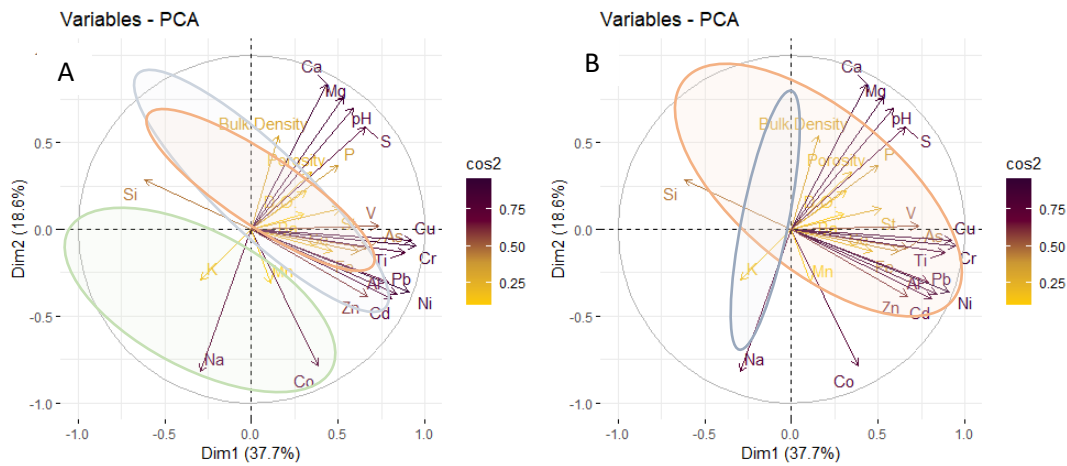 Variables - PCA
A
Ca
Mg
pH
S
Bulk Density
Porosity
P
Si
V
As
Cu
Ti
Cr
K
Mn
Al
Pb
Zn
Cd
Ni
Na
Co
Dim2 (18.6%)
1.0
0.5
0.0
-0.5
-1.0
-1.0
-0.5
0.0
0.5
1.0
Dim1 (37.7%)
cos2
0.75
0.50
0.25
Variables - PCA
B
Ca
Mg
pH
S
Bulk Density
Porosity
P
Si
V
St
As
Cu
Ti
Cr
K
Mn
Al
Pb
Zn
Cd
Ni
Na
Co
Dim2 (18.6%)
0.5
0.0
-0.5
-1.0
-1.0
-0.5
0.0
0.5
1.0
Dim1 (37.7%)
cos2
0.75
0.50
0.25